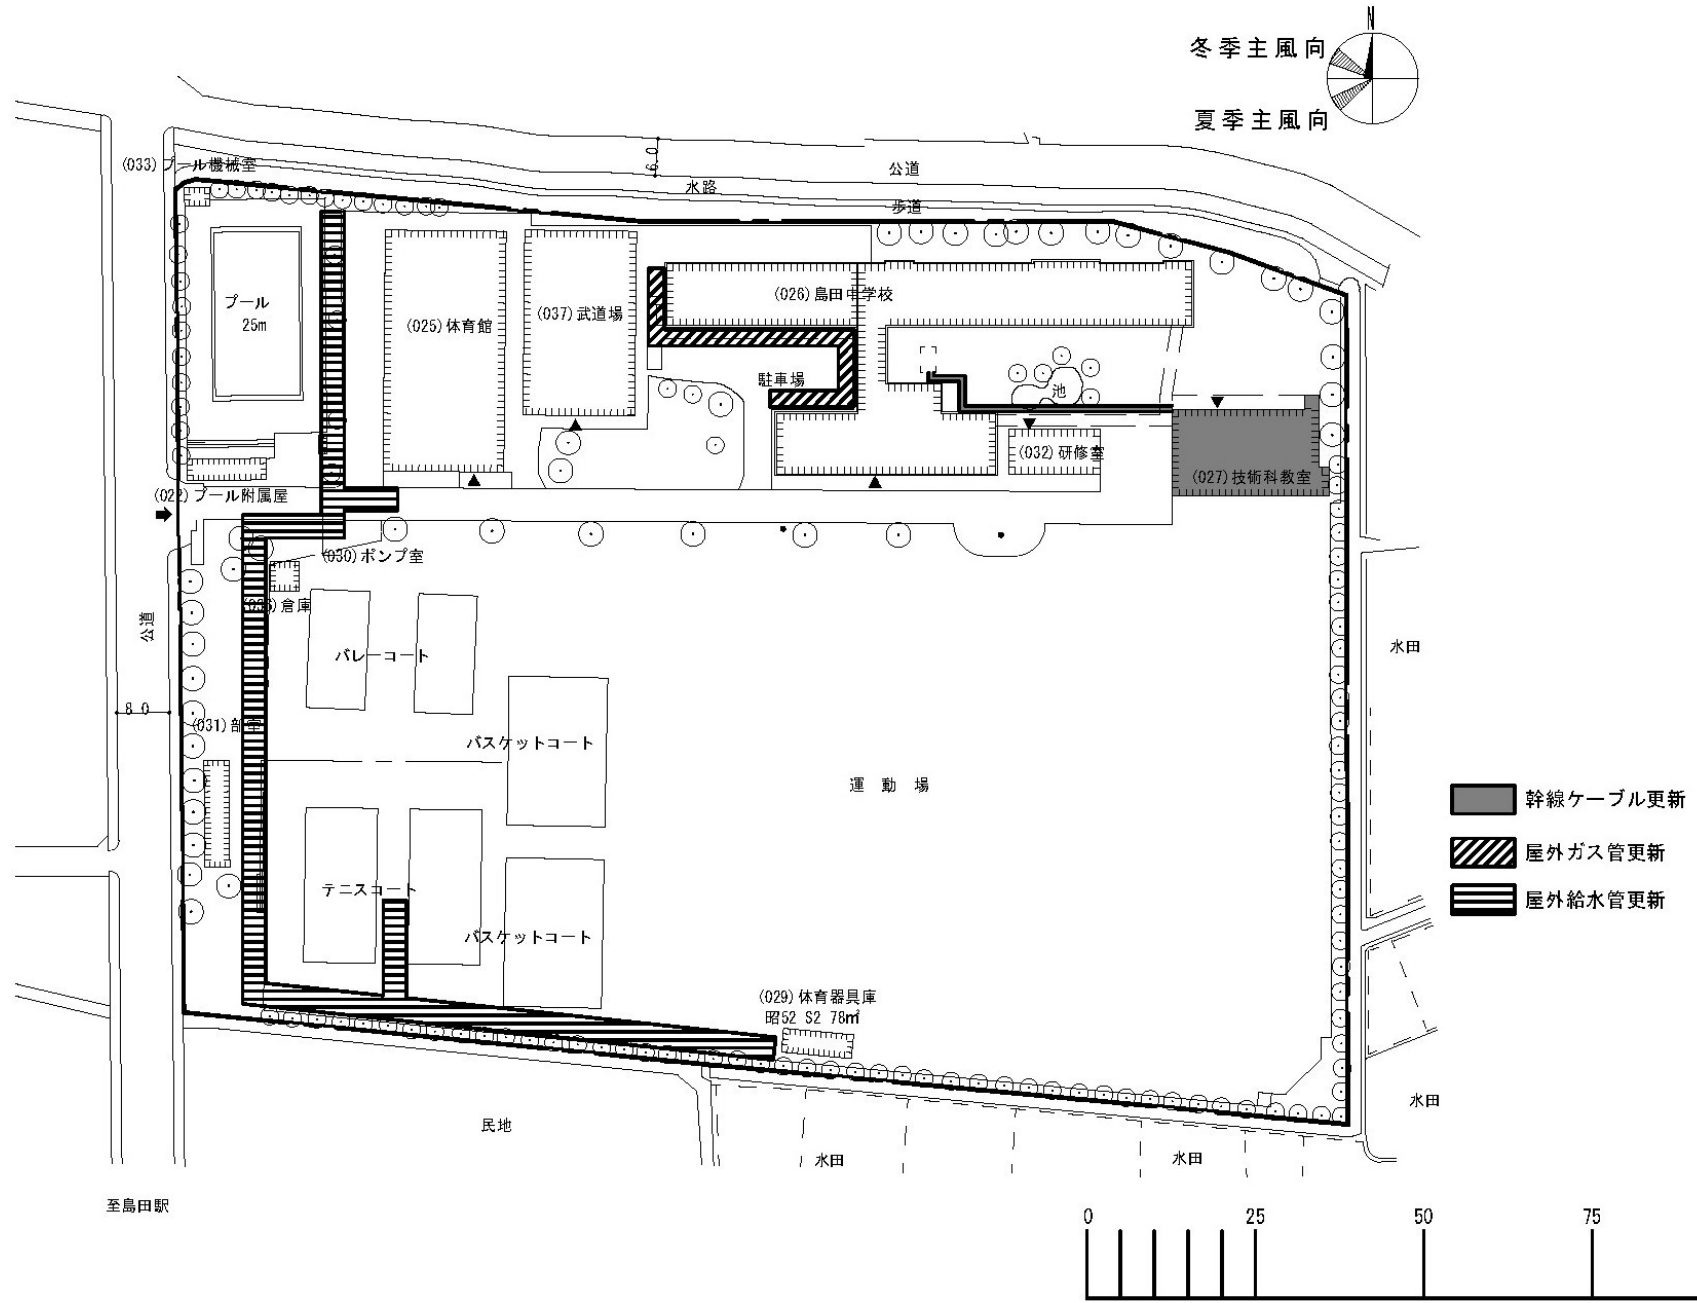 N
冬季主風向
夏季主風向
(033)プール機械室
6.0
公道
水路
歩道
プール
25m
(025)体育館
(037)武道場
(026)島田中学校
駐車場
池
(032)研修室
(027)技術科教室
(022)プール附属屋
(030)ポンプ室
倉庫
公道
バレーコート
水田
8.0
(031)部室
バスケットコート
運動場
幹線ケーブル更新
屋外ガス管更新
屋外給水管更新
テニスコート
バスケットコート
(029)体育器具庫
昭52 S2 78㎡
民地
水田
水田
水田
至島田駅
0 25 50 75